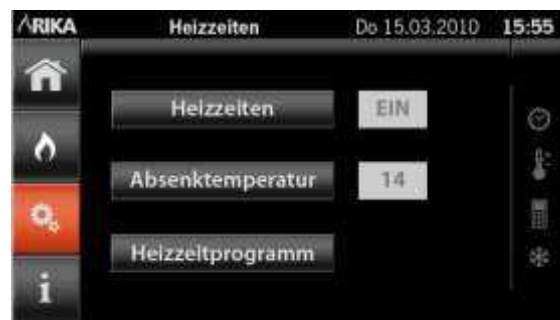 RIKA Heizzeiten Do 15.03.2010 15:55
Heizzeiten EIN
Absenktemperatur 14
Heizzeitprogramm
i